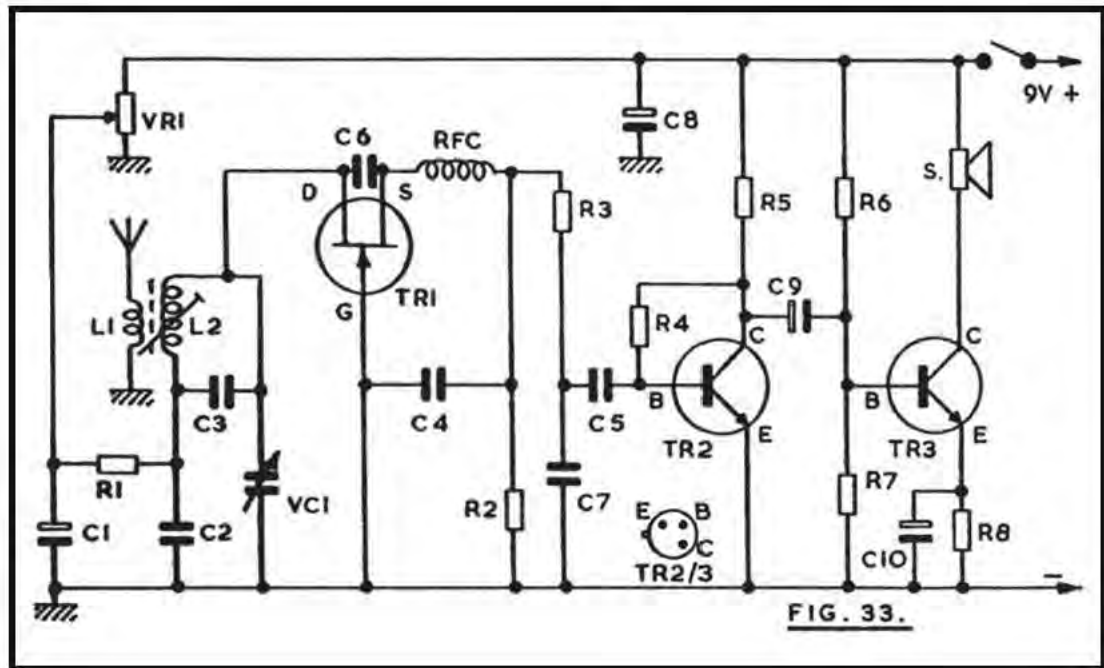 9V +
C8
VR1
C6
RFC
D
S
R3
R5
R6
S.
TR1
G
C9
L1
L2
R4
C
C
C3
C4
C5
B
B
TR2
E
TR3
E
R1
VC1
R2
C7
R7
C1
C2
E B
C
TR2/3
C10
R8
–
FIG. 33.